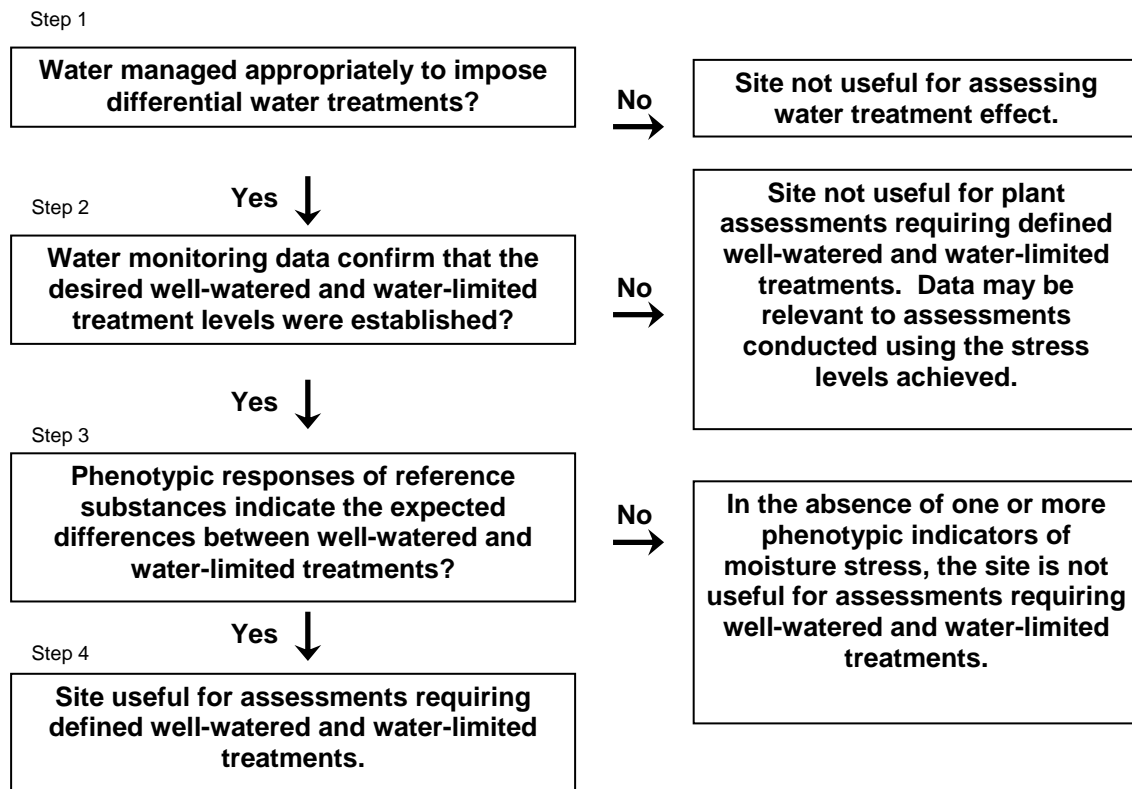 Step 1
Water managed appropriately to impose
differential water treatments?
No
Site not useful for assessing
water treatment effect.
Yes
Step 2
Water monitoring data confirm that the
desired well-watered and water-limited
treatment levels were established?
No
Site not useful for plant
assessments requiring defined
well-watered and water-limited
treatments.  Data may be
relevant to assessments
conducted using the stress
levels achieved.
Yes
Step 3
Phenotypic responses of reference
substances indicate the expected
differences between well-watered and
water-limited treatments?
No
In the absence of one or more
phenotypic indicators of
moisture stress, the site is not
useful for assessments requiring
well-watered and water-limited
treatments.
Yes
Step 4
Site useful for assessments requiring
defined well-watered and water-limited
treatments.